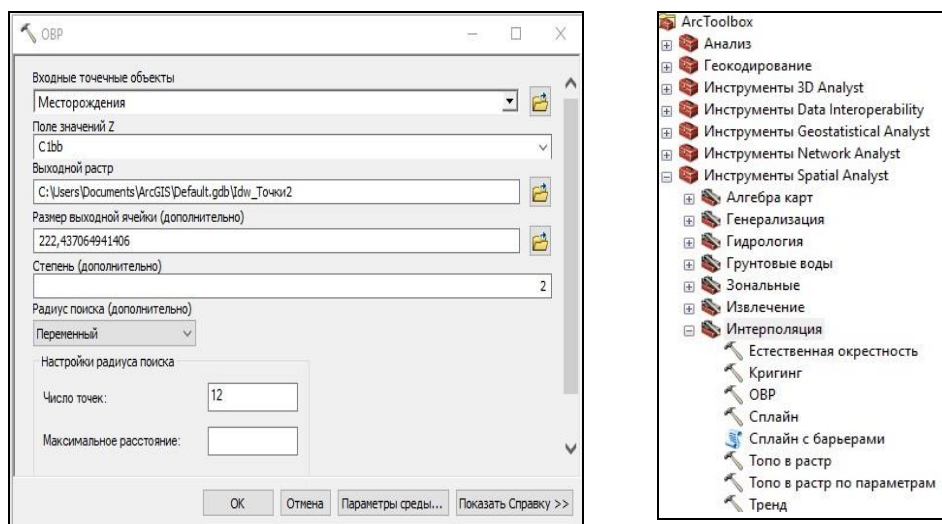 ОВР
Входные точечные объекты
Месторождения
Поле значений Z
C1bb
Выходной растр
C:\Users\Documents\ArcGIS\Default.gdb\Idw_Точки2
Размер выходной ячейки (дополнительно)
222,437064941406
Степень (дополнительно)
2
Радиус поиска (дополнительно)
Переменный
Настройки радиуса поиска
Число точек:
12
Максимальное расстояние:
OK
Отмена
Параметры среды...
Показать Справку >>
ArcToolbox
Анализ
Геокодирование
Инструменты 3D Analyst
Инструменты Data Interoperability
Инструменты Geostatistical Analyst
Инструменты Network Analyst
Инструменты Spatial Analyst
Алгебра карт
Генерализация
Гидрология
Грунтовые воды
Зональные
Извлечение
Интерполяция
Естественная окрестность
Кригинг
ОВР
Сплайн
Сплайн с барьерами
Топо в растр
Топо в растр по параметрам
Тренд